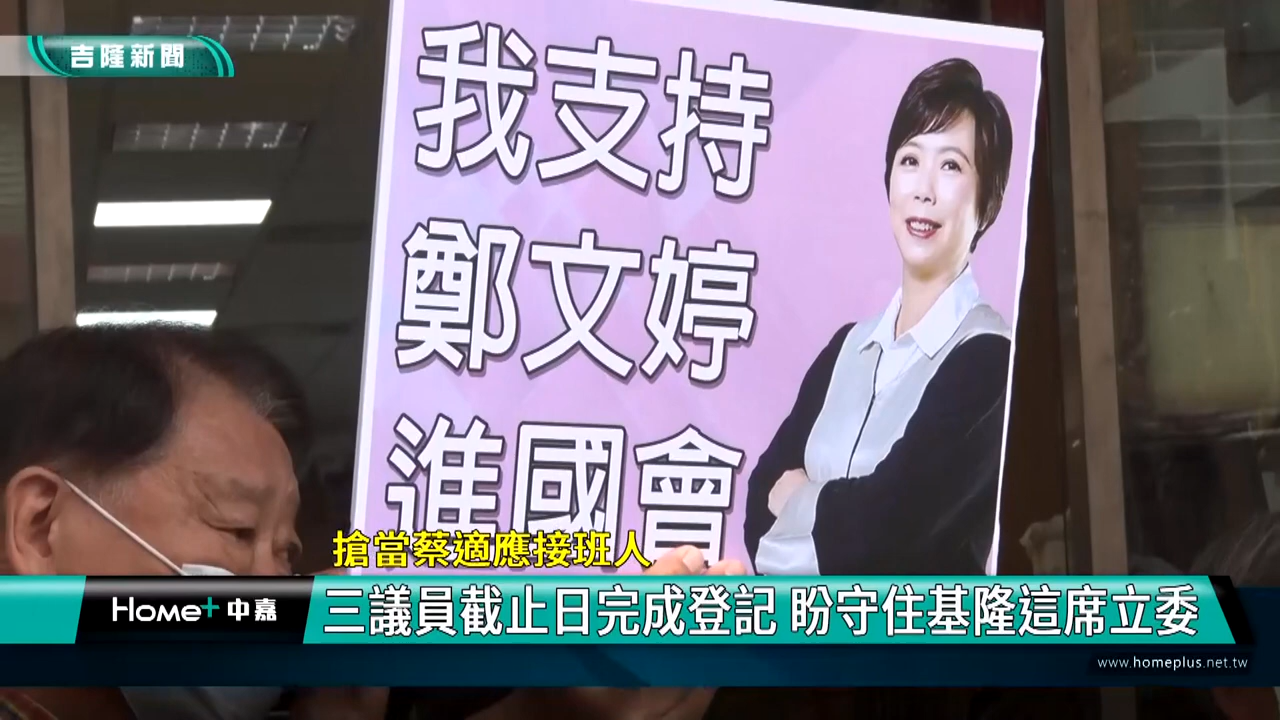 吉隆新聞
我支持
鄭文婷
進國會
搶當蔡適應接班人
Home+中嘉
三議員截止日完成登記 盼守住基隆這席立委
www.homeplus.net.tw